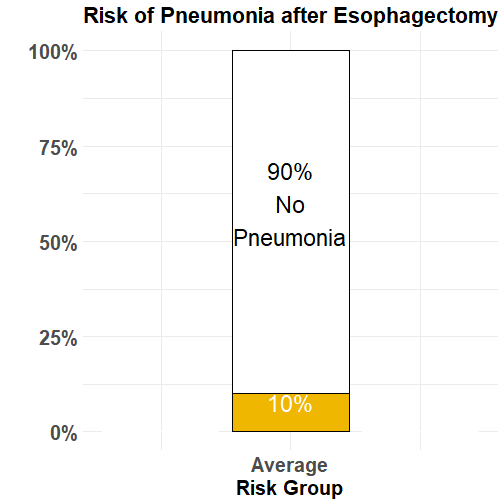 Risk of Pneumonia after Esophagectomy
100%
75%
50%
25%
0%
90%
No
Pneumonia
10%
Average
Risk Group